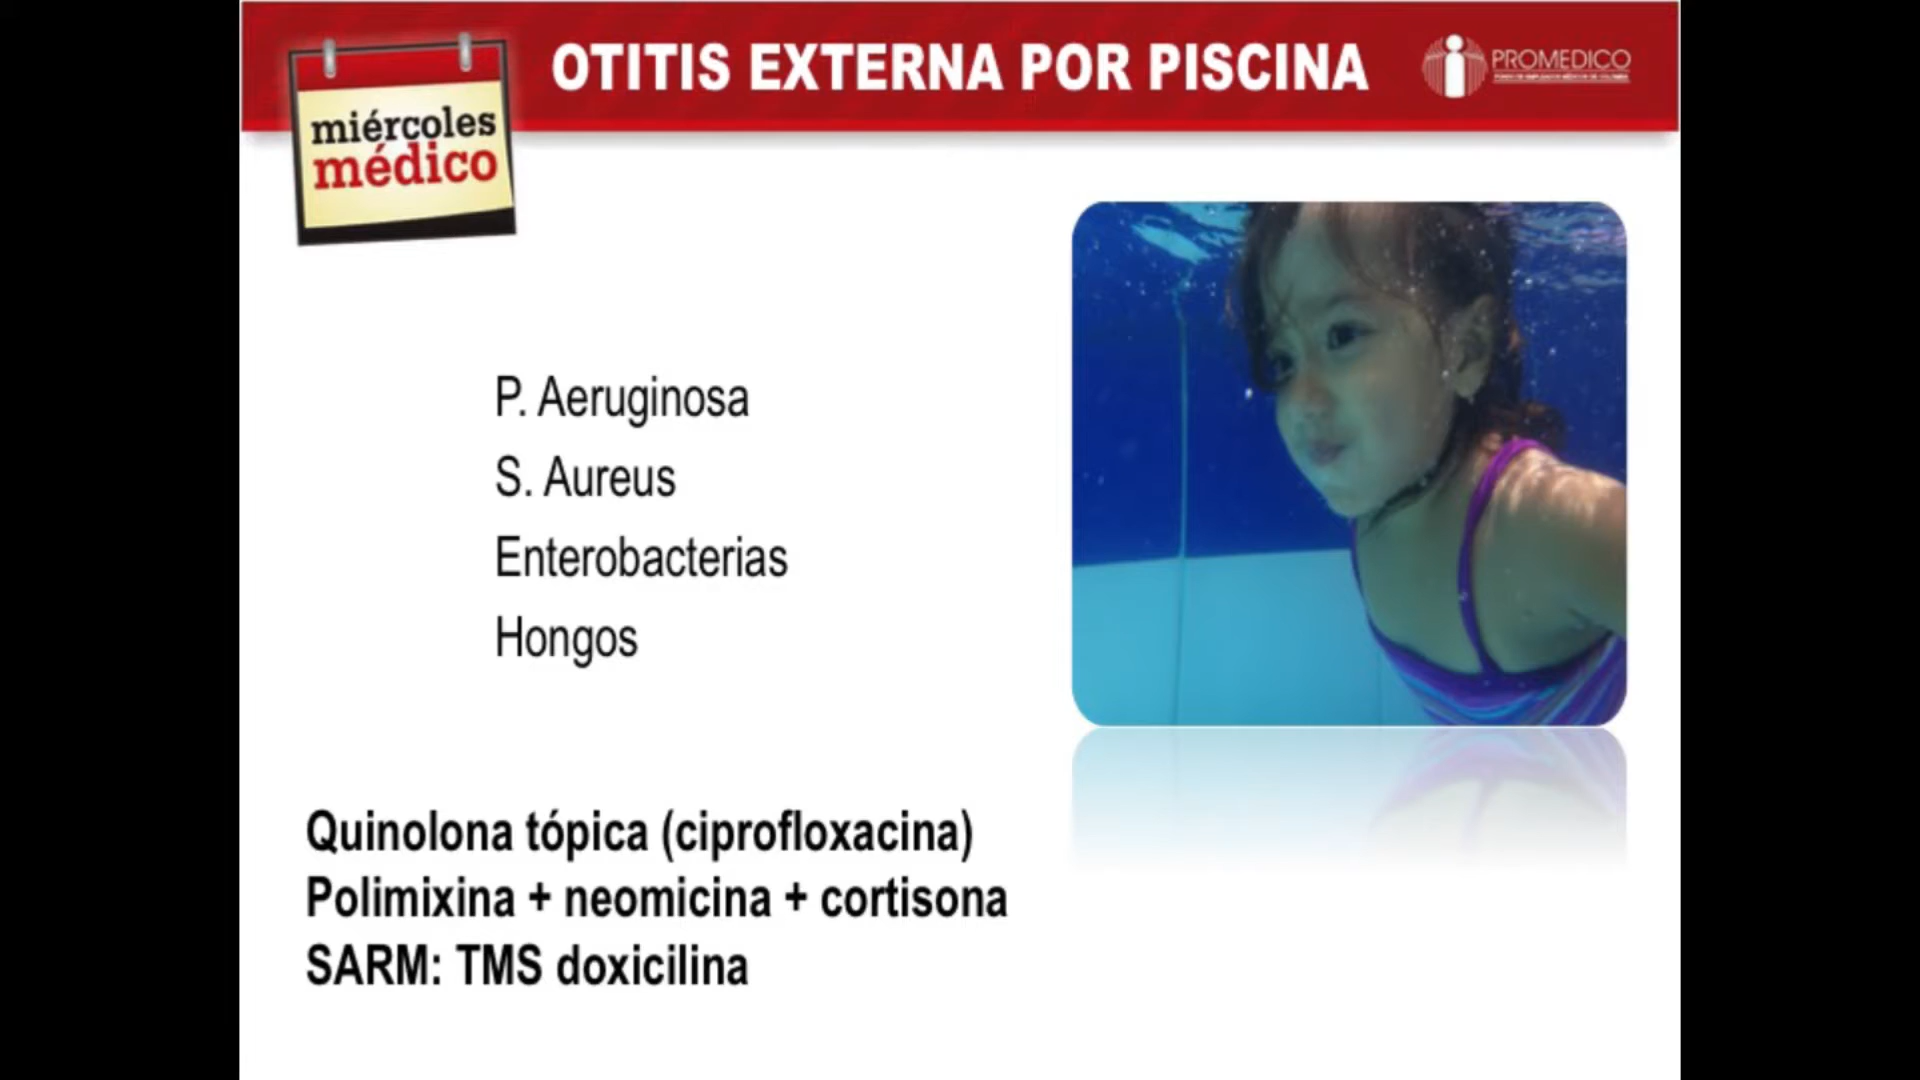 OTITIS EXTERNA POR PISCINA
PROMEDICO
miércoles
médico
P. Aeruginosa
S. Aureus
Enterobacterias
Hongos
Quinolona tópica (ciprofloxacina)
Polimixina + neomicina + cortisona
SARM: TMS doxicilina